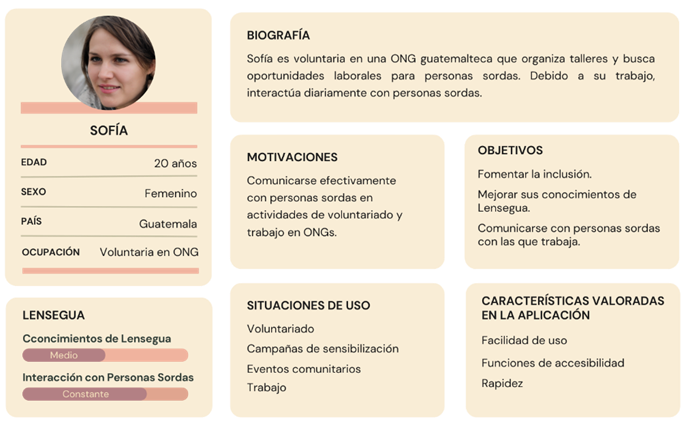 SOFÍA
EDAD 20 años
SEXO Femenino
PAÍS Guatemala
OCUPACIÓN Voluntaria en ONG
LENSEGUA
Cconcimientos de Lensegua
Medio
Interacción con Personas Sordas
Constante
BIOGRAFÍA
Sofía es voluntaria en una ONG guatemalteca que organiza talleres y busca
oportunidades laborales para personas sordas. Debido a su trabajo,
interactúa diariamente con personas sordas.
MOTIVACIONES
Comunicarse efectivamente
con personas sordas en
actividades de voluntariado y
trabajo en ONGs.
OBJETIVOS
Fomentar la inclusión.
Mejorar sus conocimientos de
Lensegua.
Comunicarse con personas sordas
con las que trabaja.
SITUACIONES DE USO
Voluntariado
Campañas de sensibilización
Eventos comunitarios
Trabajo
CARACTERÍSTICAS VALORADAS
EN LA APLICACIÓN
Facilidad de uso
Funciones de accesibilidad
Rapidez